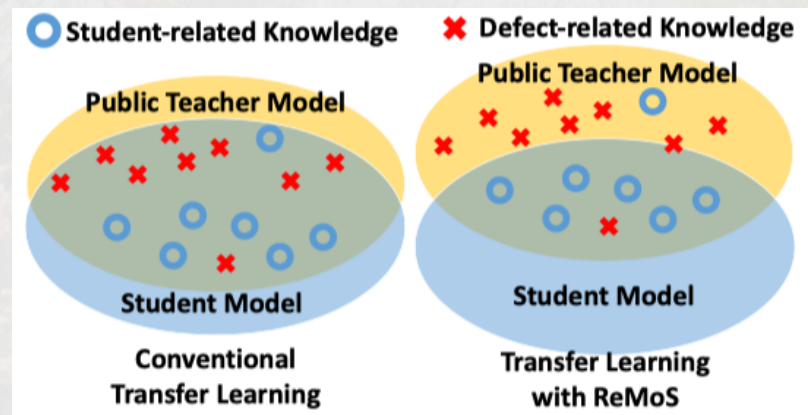 Student-related Knowledge
Defect-related Knowledge
Public Teacher Model
Student Model
Conventional
Transfer Learning
Public Teacher Model
Student Model
Transfer Learning
with ReMoS